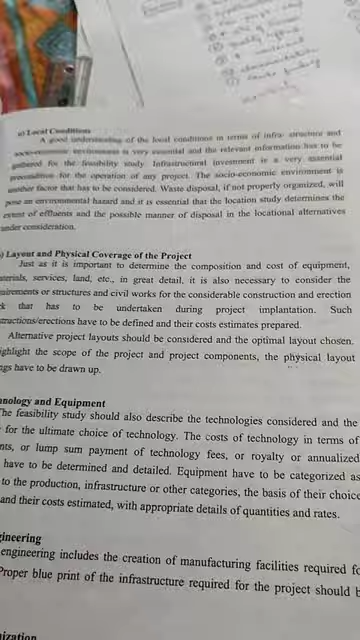 a) Local Conditions
A good understanding of the local conditions in terms of infra- structure and
socio-economic environment is very essential and the relevant information has to be
gathered for the feasibility study. Infrastructural investment is a very essential
precondition for the operation of any project. The socio-economic environment is
another factor that has to be considered. Waste disposal, if not properly organized, will
pose an environmental hazard and it is essential that the location study determines the
extent of effluents and the possible manner of disposal in the locational alternatives
under consideration.
) Layout and Physical Coverage of the Project
Just as it is important to determine the composition and cost of equipment,
aterials, services, land, etc., in great detail, it is also necessary to consider the
uirements or structures and civil works for the considerable construction and erection
k that has to be undertaken during project implantation. Such
structions/erections have to be defined and their costs estimates prepared.
Alternative project layouts should be considered and the optimal layout chosen.
ighlight the scope of the project and project components, the physical layout
ngs have to be drawn up.
nnology and Equipment
The feasibility study should also describe the technologies considered and the
for the ultimate choice of technology. The costs of technology in terms of
nts, or lump sum payment of technology fees, or royalty or annualized
have to be determined and detailed. Equipment have to be categorized as
to the production, infrastructure or other categories, the basis of their choice
and their costs estimated, with appropriate details of quantities and rates.
gineering
engineering includes the creation of manufacturing facilities required fo
Proper blue print of the infrastructure required for the project should b
nization